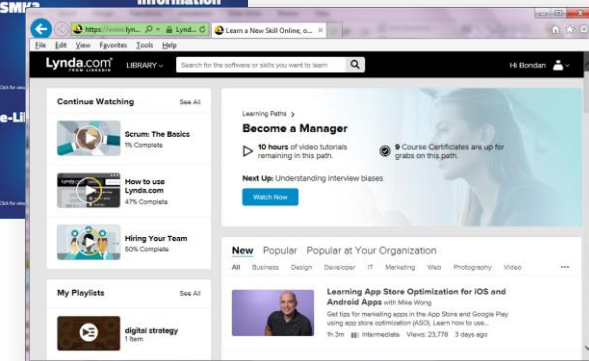 SMKa
Information
Click for view
e-Li
Click for view
https://www.lyn...
Lynd... C
Learn a New Skill Online, o...
File Edit View Favorites Tools Help
Lynda.com
FROM LINKEDIN
LIBRARY
Search for the software or skills you want to learn
Hi Bondan
Continue Watching
See All
Scrum: The Basics
1% Complete
How to use
Lynda.com
47% Complete
Hiring Your Team
50% Complete
My Playlists
See All
digital strategy
1 Item
Learning Paths >
Become a Manager
10 hours of video tutorials
remaining in this path.
9 Course Certificates are up for
grabs on this path.
Next Up: Understanding interview biases
Watch Now
New Popular Popular at Your Organization
All Business Design Developer IT Marketing Web Photography Video ...
Learning App Store Optimization for iOS and
Android Apps with Mike Wong
Get tips for marketing apps in the App Store and Google Play
using app store optimization (ASO). Learn how to use...
1h 3m Intermediate Views: 23,778 3 days ago